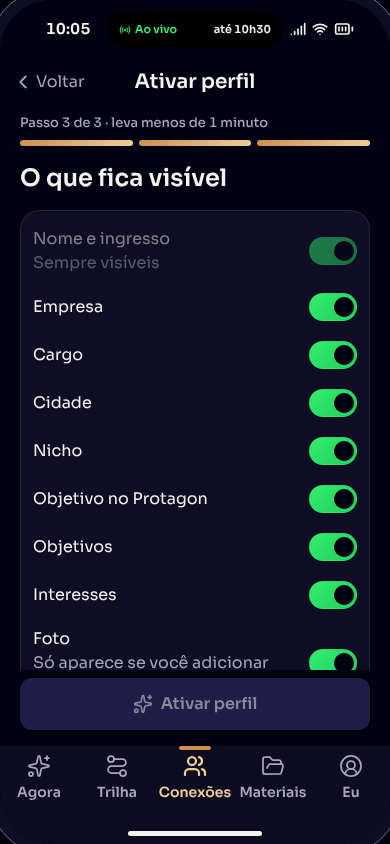 10:05
Ao vivo
até 10h30
Voltar
Ativar perfil
Passo 3 de 3 · leva menos de 1 minuto
O que fica visível
Nome e ingresso
Sempre visíveis
Empresa
Cargo
Cidade
Nicho
Objetivo no Protagon
Objetivos
Interesses
Foto
Só aparece se você adicionar
Ativar perfil
Agora
Trilha
Conexões
Materiais
Eu